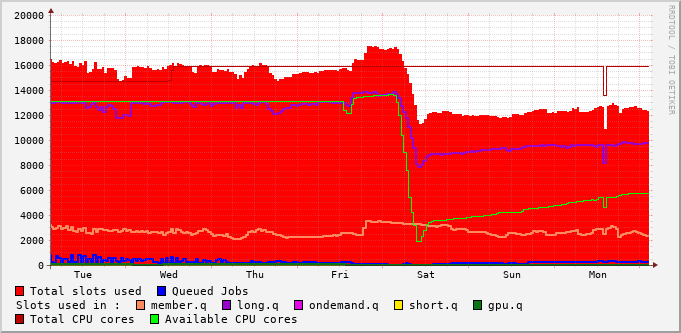 RRDTOOL / TOBI OETIKER
20000
18000
16000
14000
12000
10000
8000
6000
4000
2000
0
Tue Wed Thu Fri Sat Sun Mon
Total slots used Queued Jobs
Slots used in : member.q long.q ondemand.q short.q gpu.q
Total CPU cores Available CPU cores